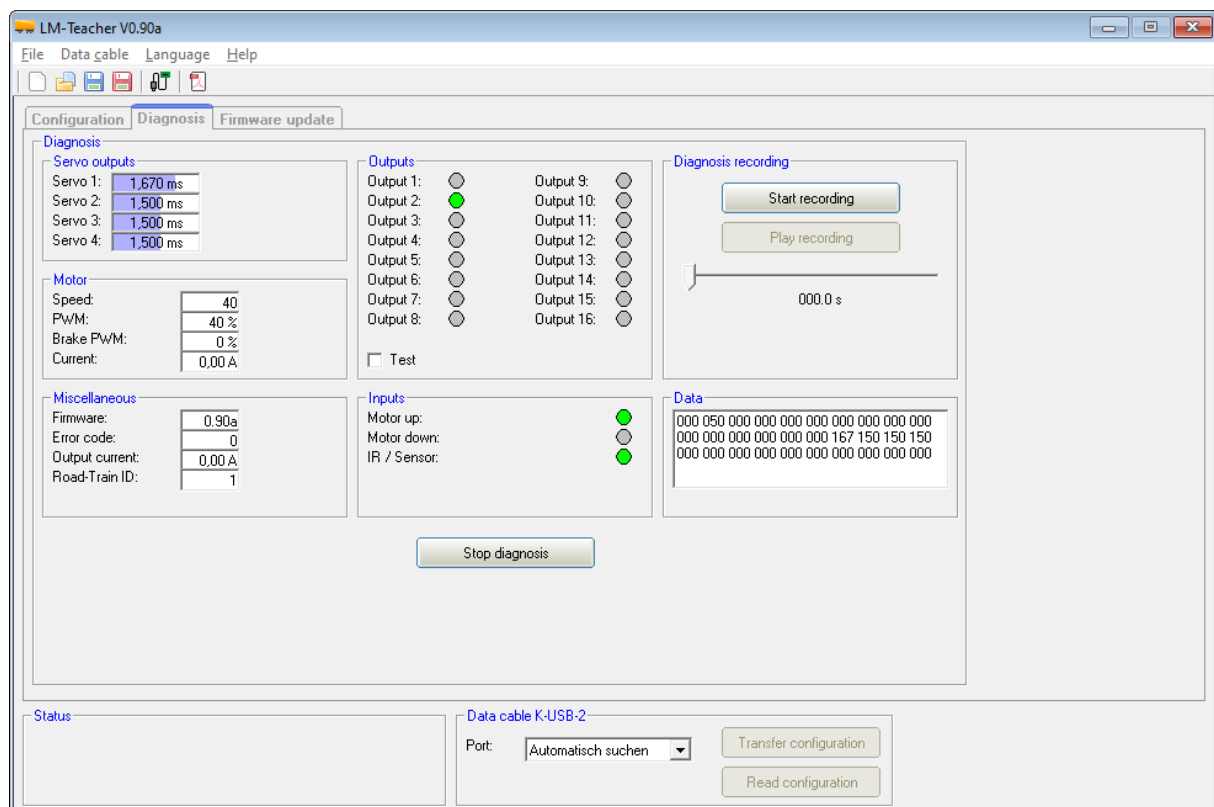 LM-Teacher V0.90a
File Data cable Language Help
Configuration Diagnosis Firmware update
Diagnosis
Servo outputs
Servo 1: 1,670 ms
Servo 2: 1,500 ms
Servo 3: 1,500 ms
Servo 4: 1,500 ms
Motor
Speed: 40
PWM: 40 %
Brake PWM: 0 %
Current: 0,00 A
Miscellaneous
Firmware: 0.90a
Error code: 0
Output current: 0,00 A
Road-Train ID: 1
Outputs
Output 1: Output 9:
Output 2: Output 10:
Output 3: Output 11:
Output 4: Output 12:
Output 5: Output 13:
Output 6: Output 14:
Output 7: Output 15:
Output 8: Output 16:
Test
Inputs
Motor up:
Motor down:
IR / Sensor:
Diagnosis recording
Start recording
Play recording
000.0 s
Data
000 050 000 000 000 000 000 000 000 000
000 000 000 000 000 000 167 150 150 150
000 000 000 000 000 000 000 000 000 000
Stop diagnosis
Status
Data cable K-USB-2
Port: Automatisch suchen
Transfer configuration
Read configuration